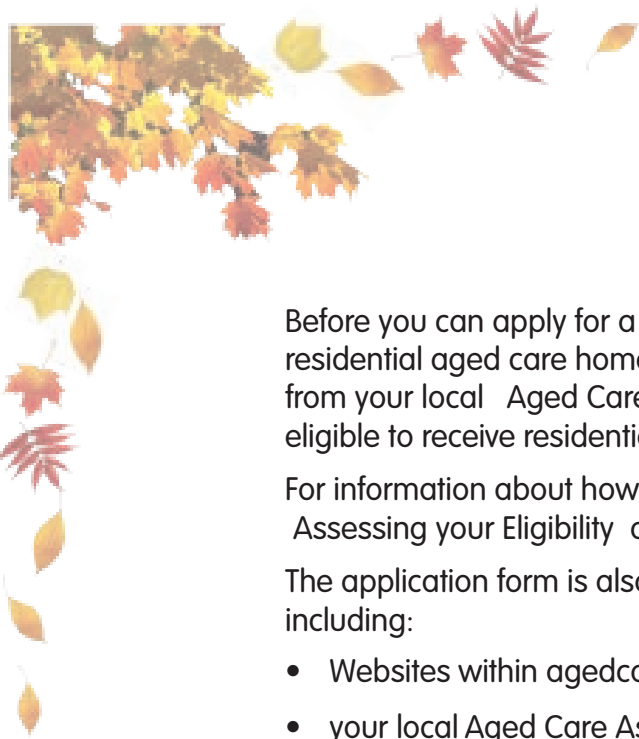 Before you can apply for a
residential aged care home
from your local Aged Care
eligible to receive residenti
For information about how
Assessing your Eligibility
The application form is also
including:
• Websites within agedca
• your local Aged Care As